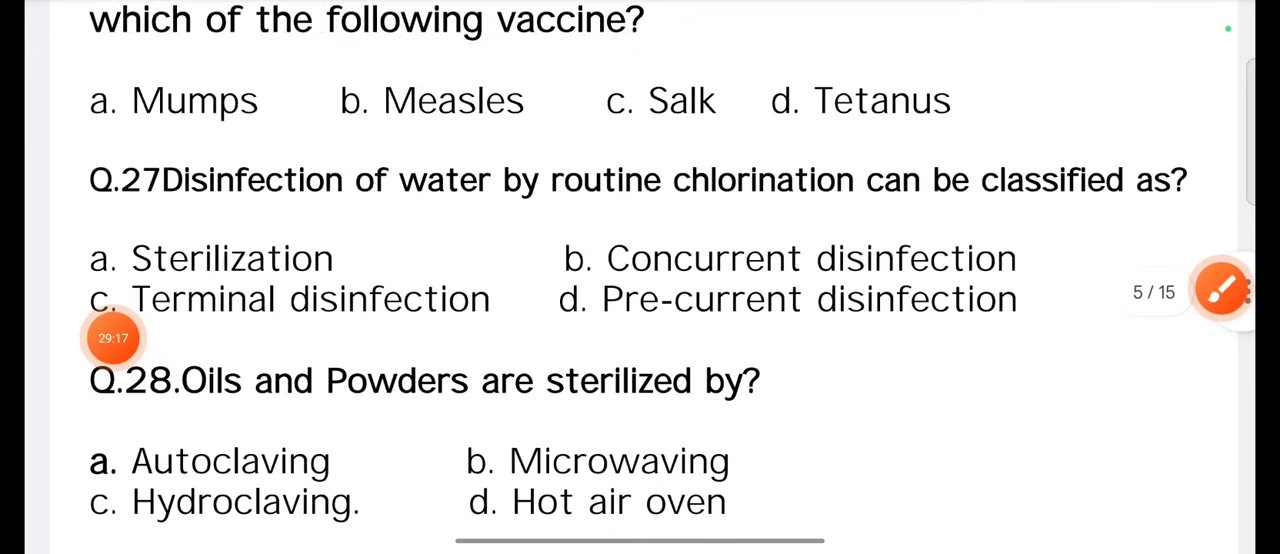 which of the following vaccine?
a. Mumps b. Measles c. Salk d. Tetanus
Q.27Disinfection of water by routine chlorination can be classified as?
a. Sterilization b. Concurrent disinfection
c. Terminal disinfection d. Pre-current disinfection
5 / 15
29:17
Q.28.Oils and Powders are sterilized by?
a. Autoclaving b. Microwaving
c. Hydroclaving. d. Hot air oven